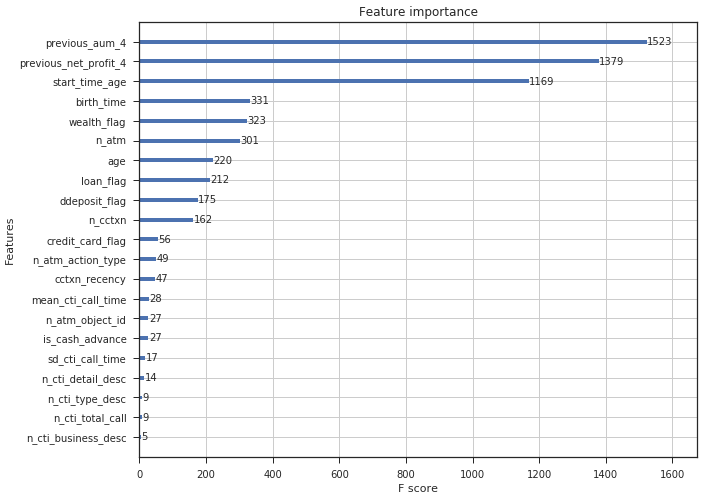 Feature importance
previous_aum_4 1523
previous_net_profit_4 1379
start_time_age 1169
birth_time 331
wealth_flag 323
n_atm 301
age 220
loan_flag 212
ddeposit_flag 175
n_cctxn 162
credit_card_flag 56
n_atm_action_type 49
cctxn_recency 47
mean_cti_call_time 28
n_atm_object_id 27
is_cash_advance 27
sd_cti_call_time 17
n_cti_detail_desc 14
n_cti_type_desc 9
n_cti_total_call 9
n_cti_business_desc 5
Features
0 200 400 600 800 1000 1200 1400 1600
F score